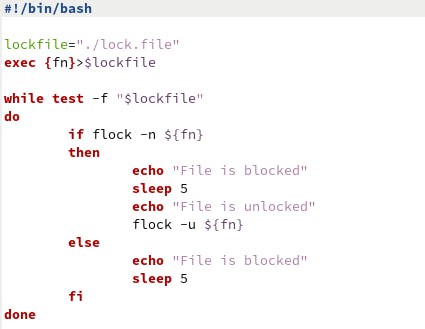 #!/bin/bash
lockfile="./lock.file"
exec {fn}>$lockfile
while test -f "$lockfile"
do
if flock -n ${fn}
then
echo "File is blocked"
sleep 5
echo "File is unlocked"
flock -u ${fn}
else
echo "File is blocked"
sleep 5
fi
done